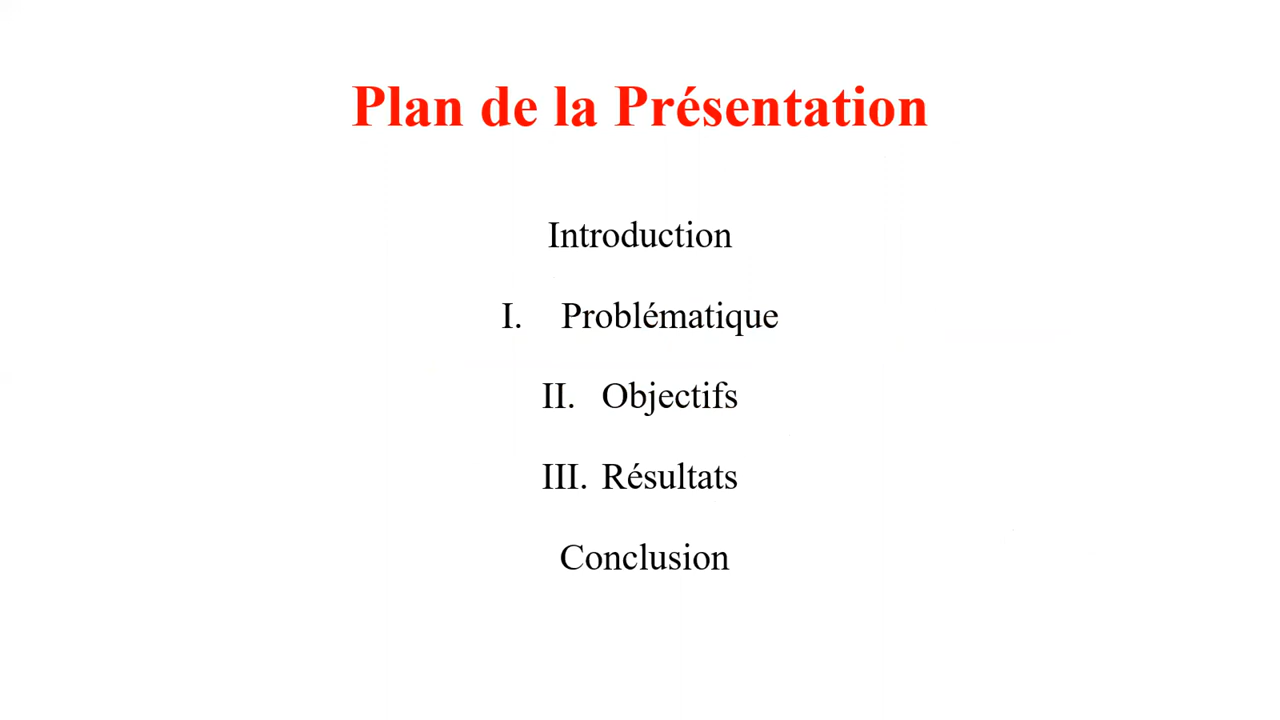 Plan de la Présentation
Introduction
I. Problématique
II. Objectifs
III. Résultats
Conclusion